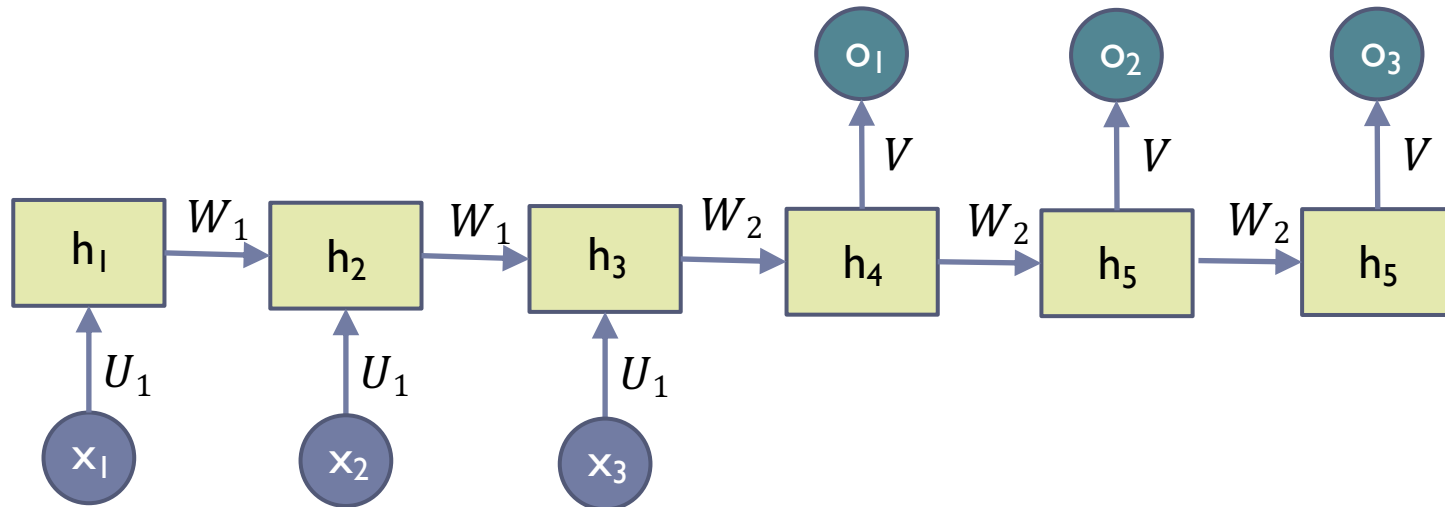 o₁ o₂ o₃
V V V
h₁ W₁ h₂ W₁ h₃ W₂ h₄ W₂ h₅ W₂ h₅
U₁ U₁ U₁
x₁ x₂ x₃